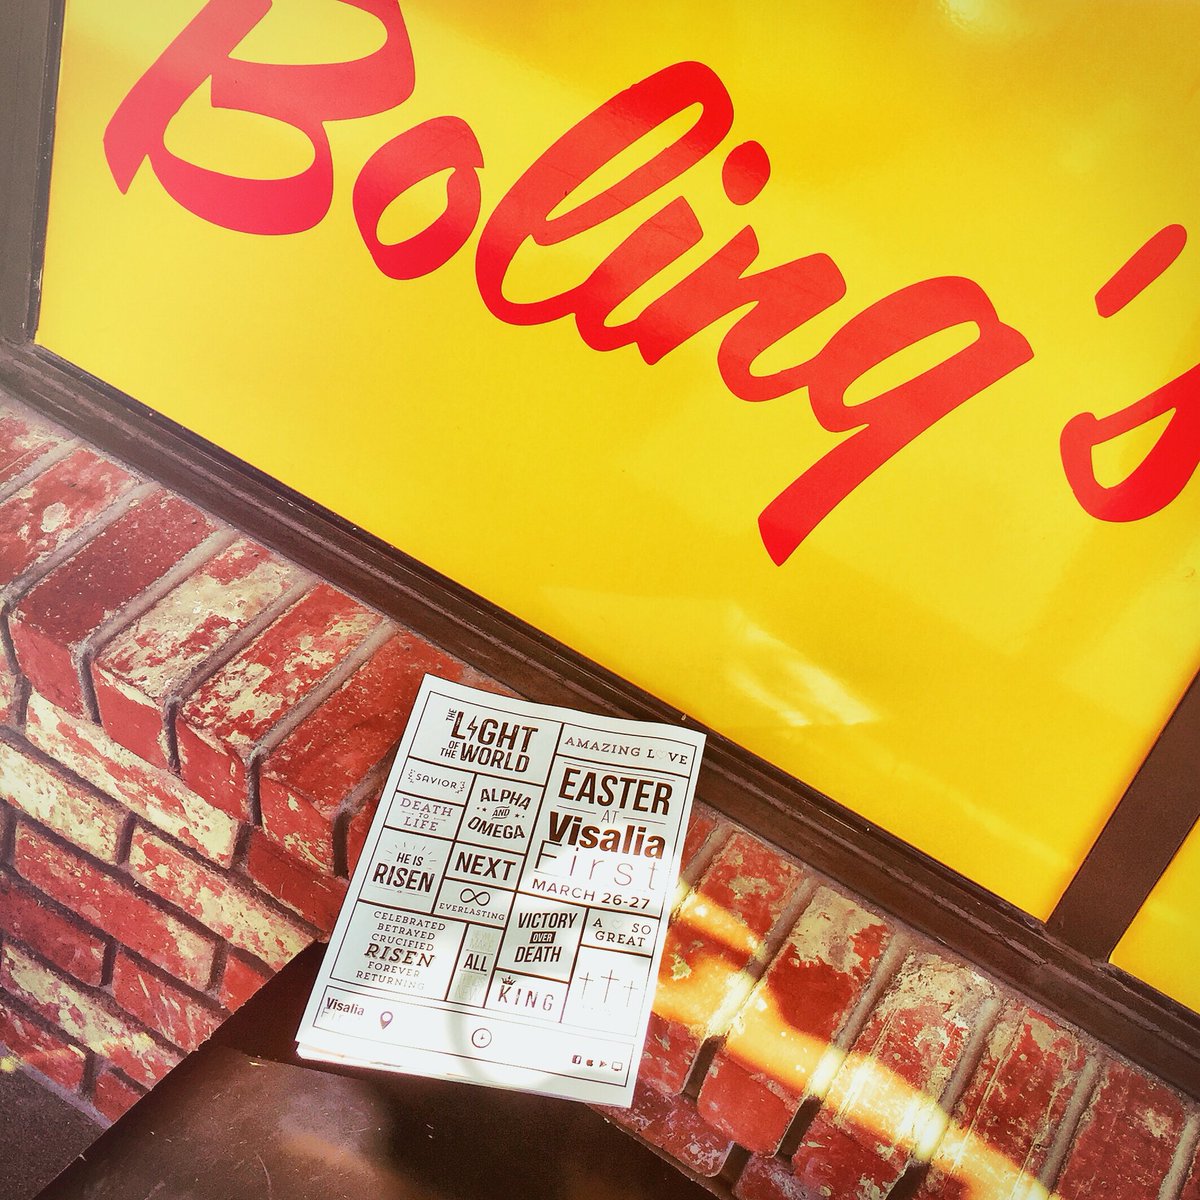 Boling's
THE
LIGHT
OF THE
WORLD
AMAZING L VE
SAVIOR
DEATH
TO
LIFE
ALPHA
AND
OMEGA
EASTER
AT
Visalia
First
MARCH 26-27
HE IS
RISEN
NEXT
EVERLASTING
CELEBRATED
BETRAYED
CRUCIFIED
RISEN
FOREVER
RETURNING
ALL
VICTORY
OVER
DEATH
KING
A SO
GREAT
Visalia